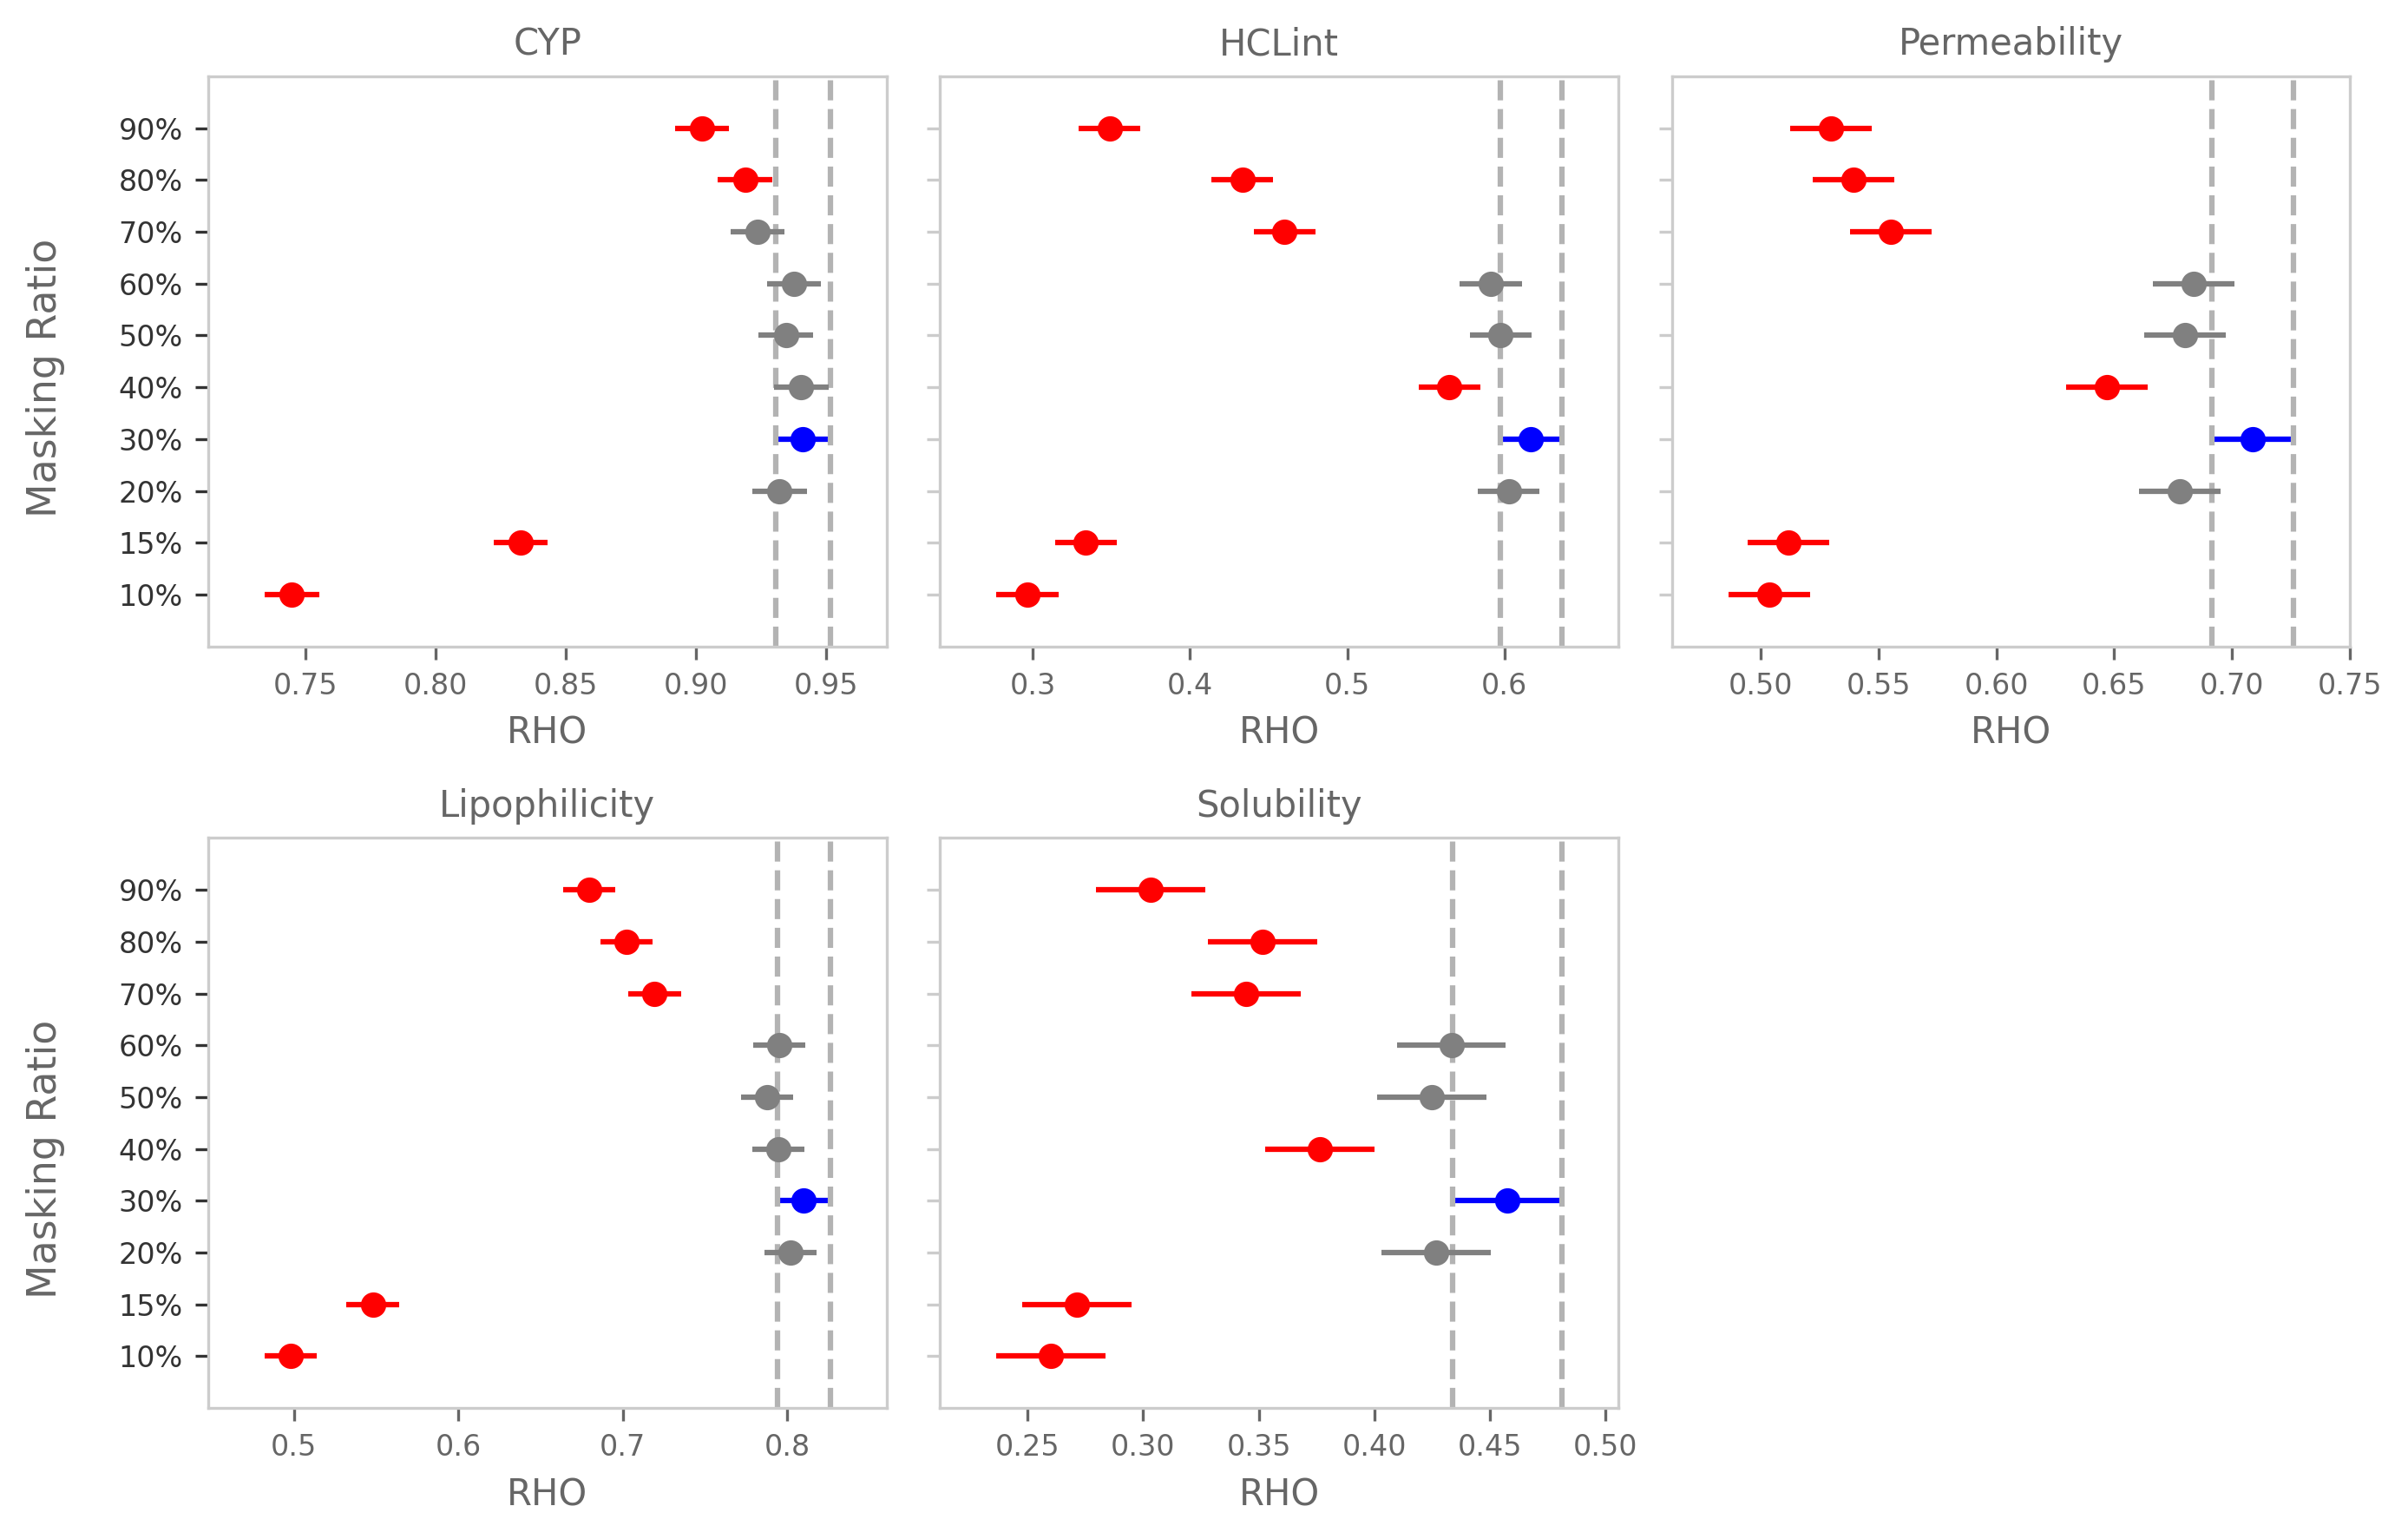 CYP
HCLint
Permeability
Masking Ratio
90%
80%
70%
60%
50%
40%
30%
20%
15%
10%
0.75 0.80 0.85 0.90 0.95
0.3 0.4 0.5 0.6
0.50 0.55 0.60 0.65 0.70 0.75
RHO
RHO
RHO
Lipophilicity
Solubility
Masking Ratio
90%
80%
70%
60%
50%
40%
30%
20%
15%
10%
0.5 0.6 0.7 0.8
0.25 0.30 0.35 0.40 0.45 0.50
RHO
RHO